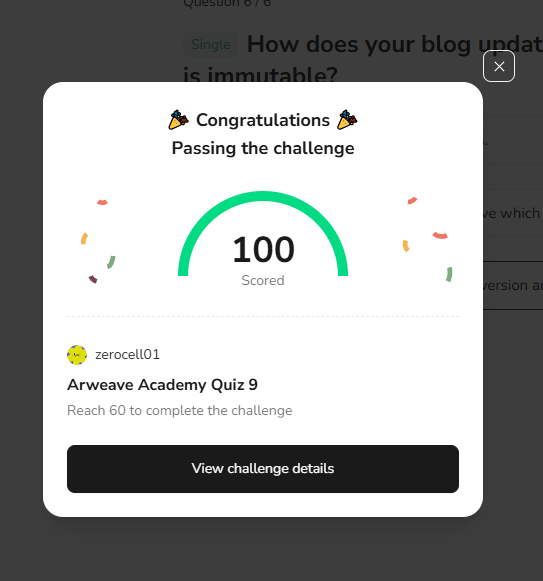 Question 6 / 6
Single How does your blog updat
is immutable?
Congratulations
Passing the challenge
100
Scored
ve which
version an
zerocell01
Arweave Academy Quiz 9
Reach 60 to complete the challenge
View challenge details